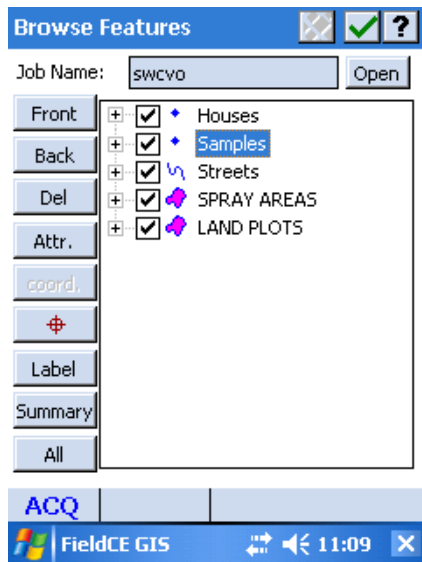 Browse Features ?
Job Name: swcvo Open
Front
Back
Del
Attr.
coord.
Label
Summary
All
Houses
Samples
Streets
SPRAY AREAS
LAND PLOTS
ACQ
FieldCE GIS 11:09